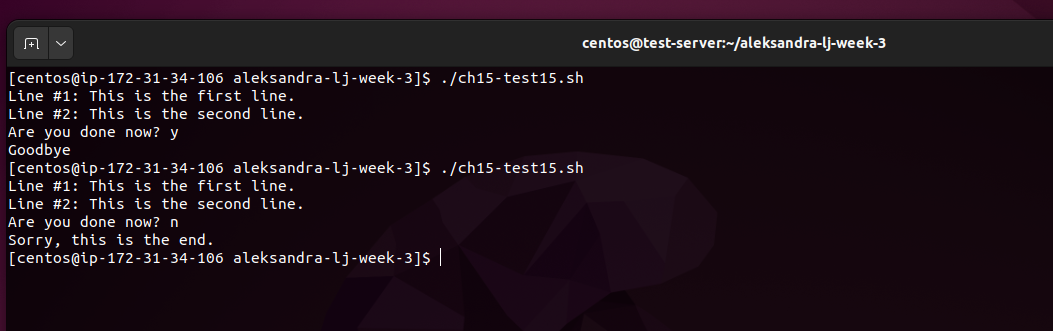 centos@test-server:~/aleksandra-lj-week-3
[centos@ip-172-31-34-106 aleksandra-lj-week-3]$ ./ch15-test15.sh
Line #1: This is the first line.
Line #2: This is the second line.
Are you done now? y
Goodbye
[centos@ip-172-31-34-106 aleksandra-lj-week-3]$ ./ch15-test15.sh
Line #1: This is the first line.
Line #2: This is the second line.
Are you done now? n
Sorry, this is the end.
[centos@ip-172-31-34-106 aleksandra-lj-week-3]$